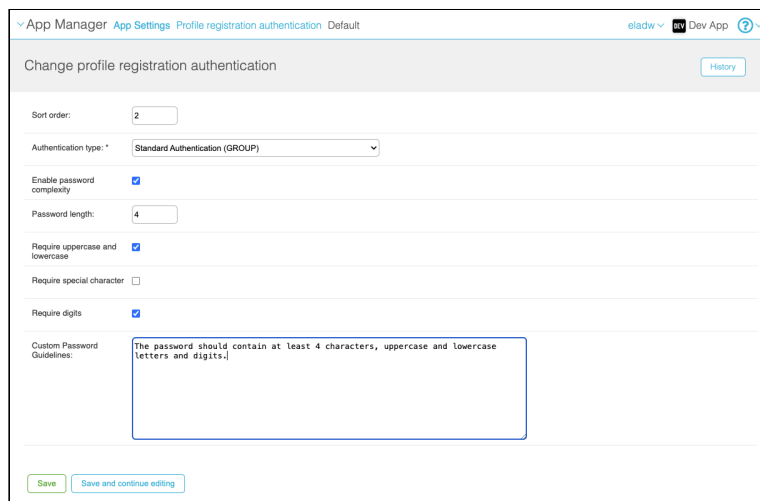 App Manager App Settings Profile registration authentication Default eladw DEV Dev App ?
Change profile registration authentication History
Sort order: 2
Authentication type: * Standard Authentication (GROUP)
Enable password
complexity
Password length: 4
Require uppercase and
lowercase
Require special character
Require digits
Custom Password
Guidelines:
The password should contain at least 4 characters, uppercase and lowercase
letters and digits.
Save Save and continue editing